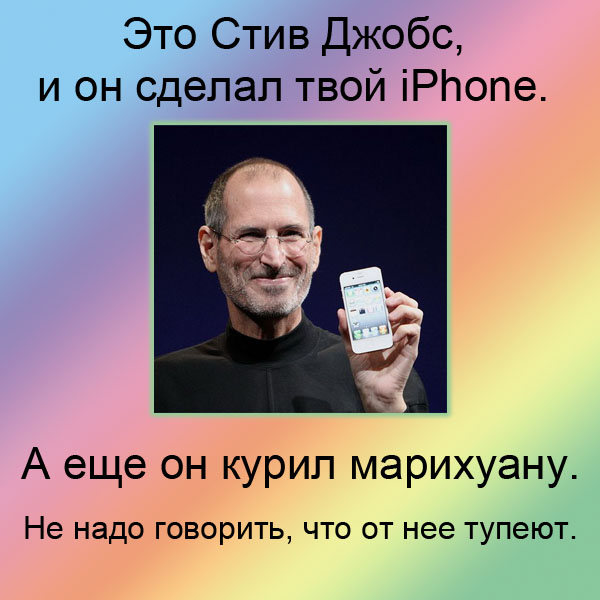 Это Стив Джобс,
и он сделал твой iPhone.
А еще он курил марихуану.
Не надо говорить, что от нее тупеют.